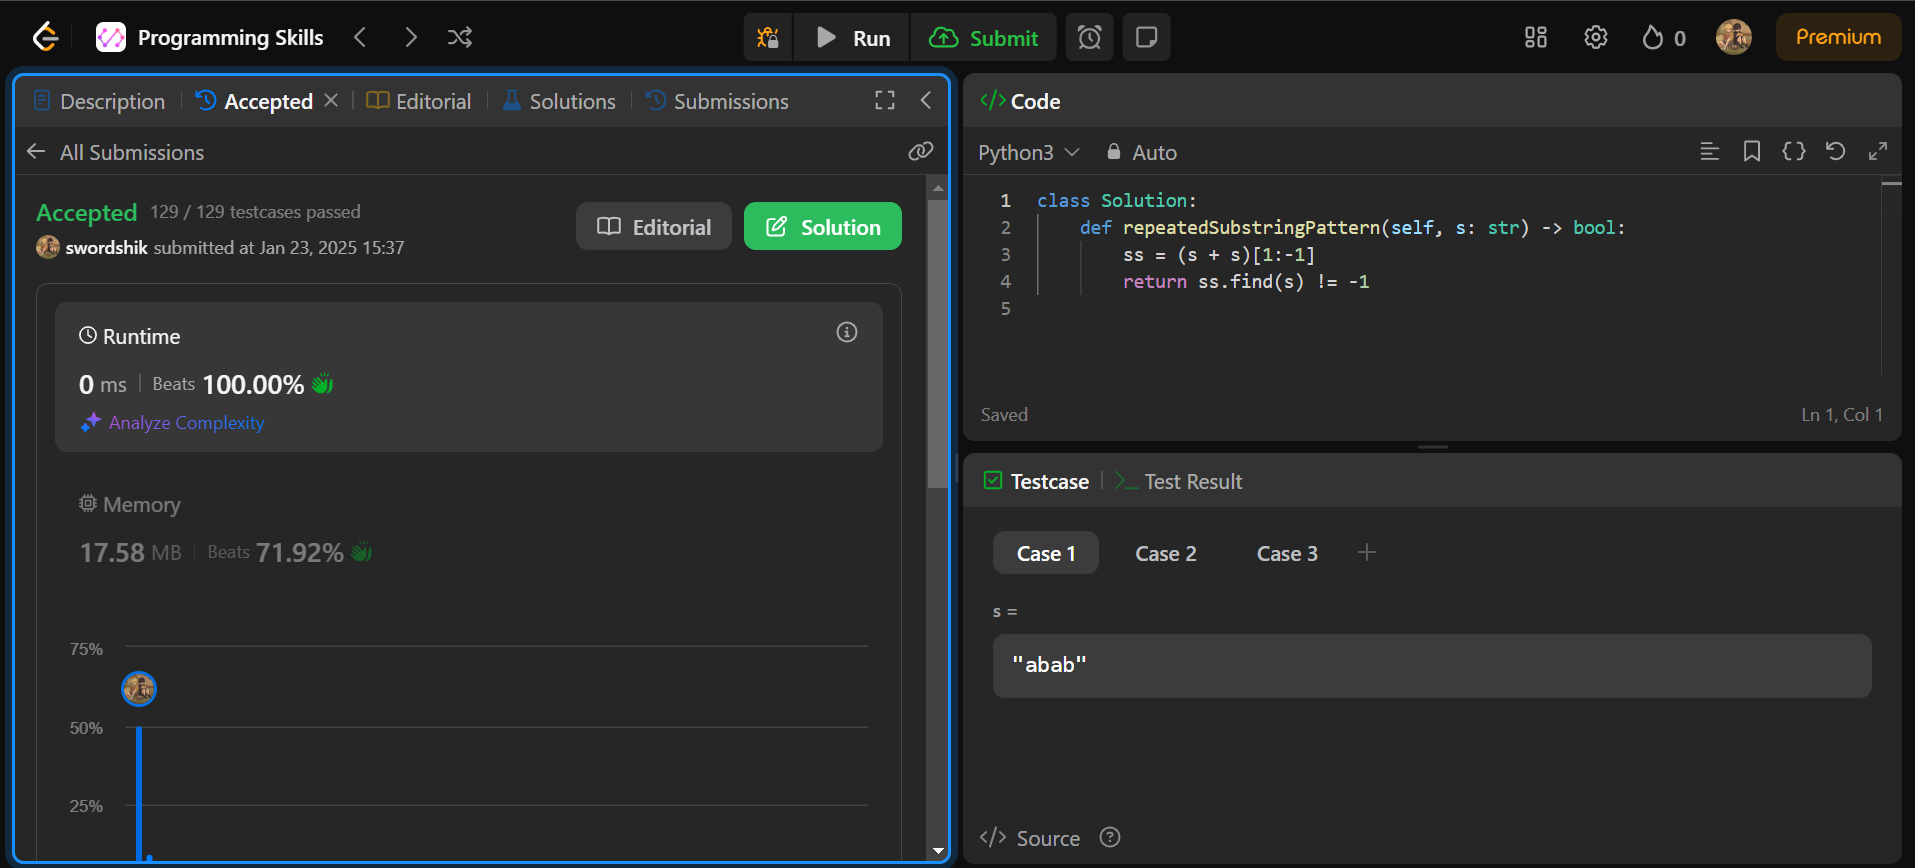 Programming Skills
Run
Submit
0
Premium
Description
Accepted
Editorial
Solutions
Submissions
All Submissions
Accepted 129 / 129 testcases passed
swordshik submitted at Jan 23, 2025 15:37
Editorial
Solution
Runtime
0 ms
Beats 100.00%
Analyze Complexity
Memory
17.58 MB
Beats 71.92%
75%
50%
25%
</> Code
Python3
Auto
1 class Solution:
2 def repeatedSubstringPattern(self, s: str) -> bool:
3 ss = (s + s)[1:-1]
4 return ss.find(s) != -1
5
Saved
Ln 1, Col 1
Testcase
Test Result
Case 1
Case 2
Case 3
s =
"abab"
</> Source